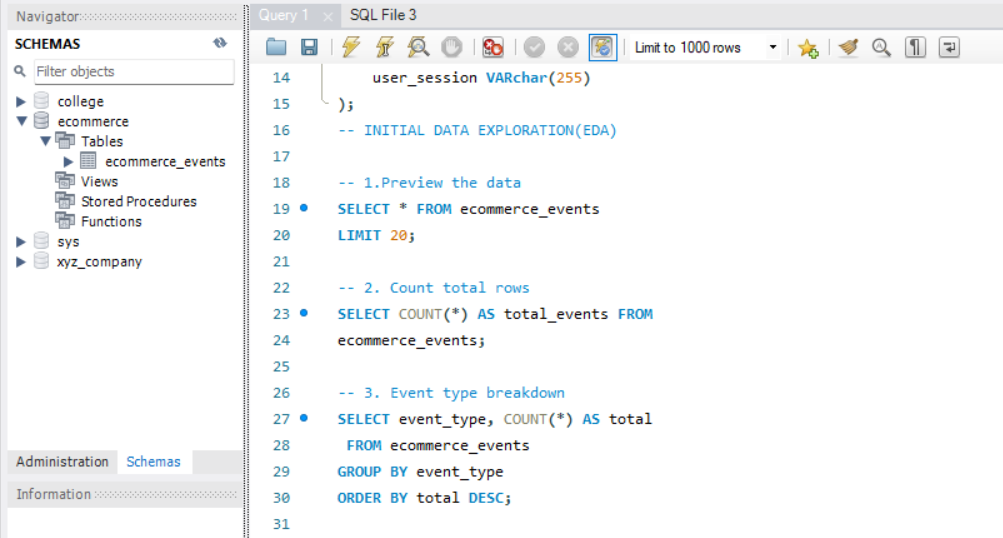 Navigator
SCHEMAS
Filter objects
college
ecommerce
Tables
ecommerce_events
Views
Stored Procedures
Functions
sys
xyz_company
Administration Schemas
Information
Query 1 × SQL File 3
Limit to 1000 rows
14 user_session VARchar(255)
15 );
16 -- INITIAL DATA EXPLORATION(EDA)
17
18 -- 1.Preview the data
19 SELECT * FROM ecommerce_events
20 LIMIT 20;
21
22 -- 2. Count total rows
23 SELECT COUNT(*) AS total_events FROM
24 ecommerce_events;
25
26 -- 3. Event type breakdown
27 SELECT event_type, COUNT(*) AS total
28 FROM ecommerce_events
29 GROUP BY event_type
30 ORDER BY total DESC;
31